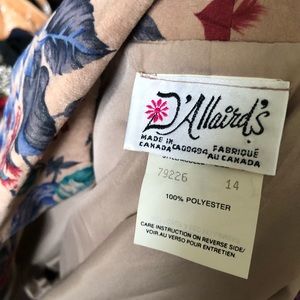 D'Allaird's
MADE IN CANADA CA00494 FABRIQUÉ AU CANADA
79226 14
100% POLYESTER
CARE INSTRUCTION ON REVERSE SIDE/
VOIR AU VERSO POUR ENTRETIEN